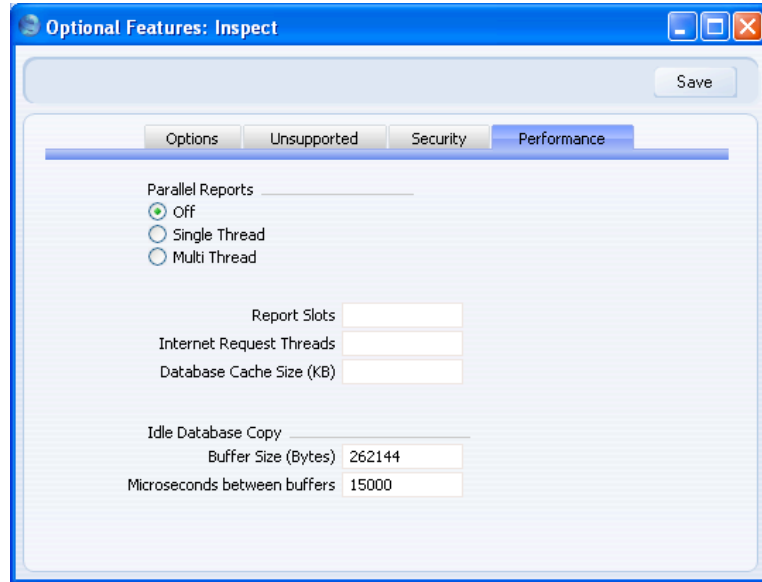 Optional Features: Inspect
Save
Options Unsupported Security Performance
Parallel Reports
Off
Single Thread
Multi Thread
Report Slots
Internet Request Threads
Database Cache Size (KB)
Idle Database Copy
Buffer Size (Bytes) 262144
Microseconds between buffers 15000